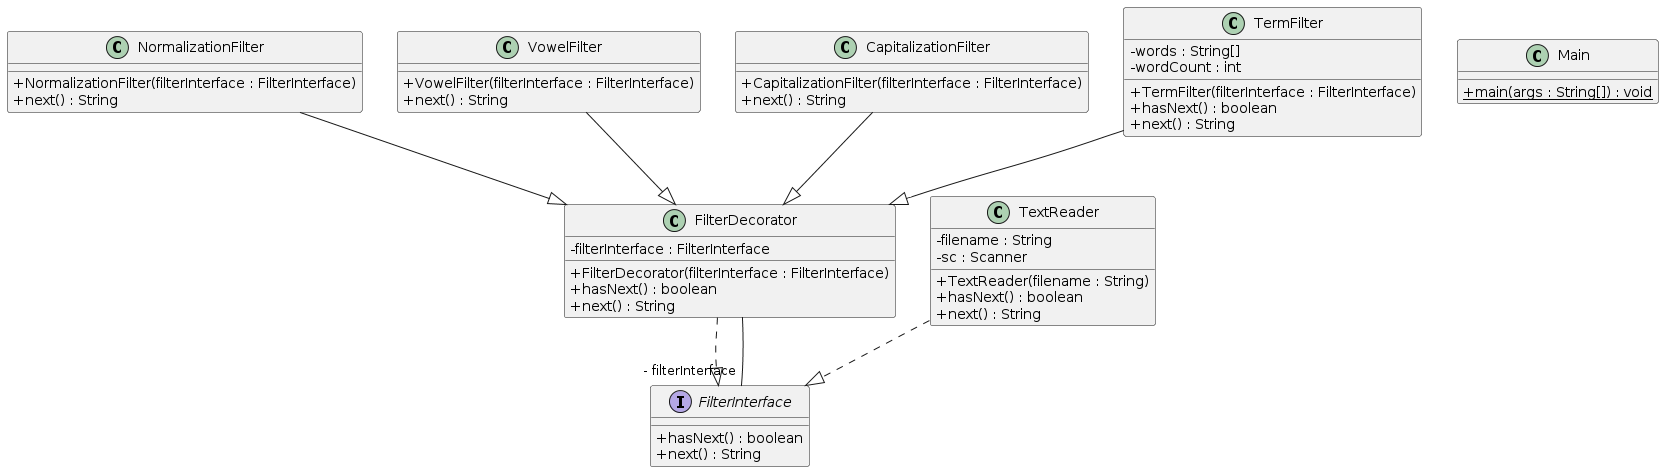 C NormalizationFilter
+NormalizationFilter(filterInterface : FilterInterface)
+next() : String
C VowelFilter
+VowelFilter(filterInterface : FilterInterface)
+next() : String
C CapitalizationFilter
+CapitalizationFilter(filterInterface : FilterInterface)
+next() : String
C TermFilter
-words : String[]
-wordCount : int
+TermFilter(filterInterface : FilterInterface)
+hasNext() : boolean
+next() : String
C Main
+main(args : String[]) : void
C FilterDecorator
-filterInterface : FilterInterface
+FilterDecorator(filterInterface : FilterInterface)
+hasNext() : boolean
+next() : String
C TextReader
-filename : String
-sc : Scanner
+TextReader(filename : String)
+hasNext() : boolean
+next() : String
- filterInterface
I FilterInterface
+hasNext() : boolean
+next() : String